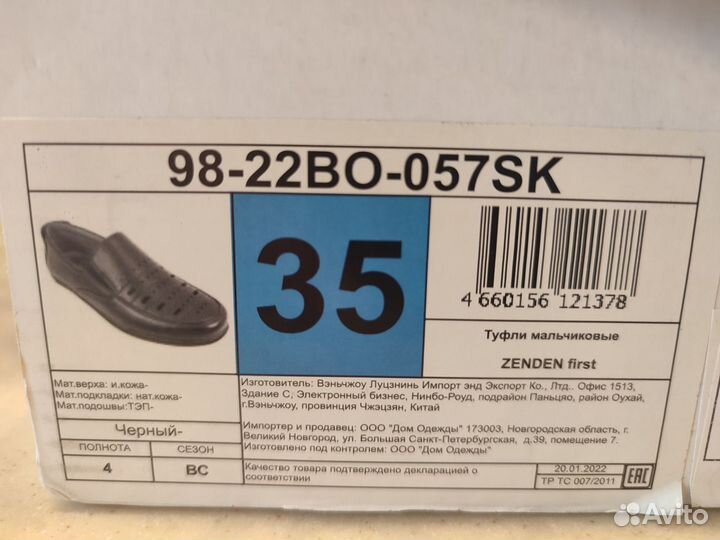 98-22BO-057SK
35
4 660156 121378
Туфли мальчиковые
ZENDEN first
Мат.верха: и.кожа-
Мат.подкладки: нат.кожа-
Мат.подошвы:ТЭП-
Черный-
ПОЛНОТА
СЕЗОН
4
ВС
Изготовитель: Вэньчжоу Луцзнинь Импорт энд Экспорт Ко., Лтд.. Офис 1513,
Здание С, Электронный бизнес, Нинбо-Роуд, подрайон Паньцяо, район Оухай,
г.Вэньчжоу, провинция Чжэцзян, Китай
Импортер и продавец: ООО "Дом Одежды" 173003, Новгородская область, г.
Великий Новгород, ул. Большая Санкт-Петербургская, д.39, помещение 7.
Изготовлено под контролем: ООО "Дом Одежды"
Качество товара подтверждено декларацией о
соответствии
20.01.2022
ТР ТС 007/2011
EAC
Avito